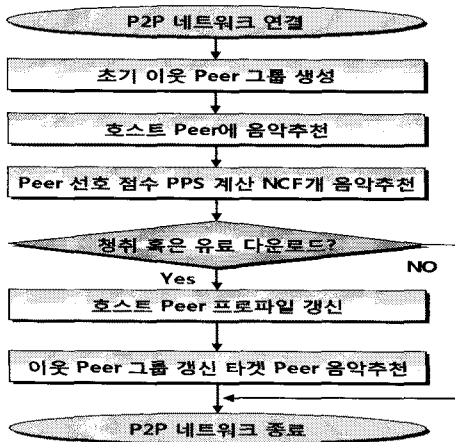 P2P 네트워크 연결
초기 이웃 Peer 그룹 생성
호스트 Peer에 음악추천
Peer 선호 점수 PPS 계산 NCF개 음악추천
청취 혹은 유료 다운로드?
NO
Yes
호스트 Peer 프로파일 갱신
이웃 Peer 그룹 갱신 타겟 Peer 음악추천
P2P 네트워크 종료